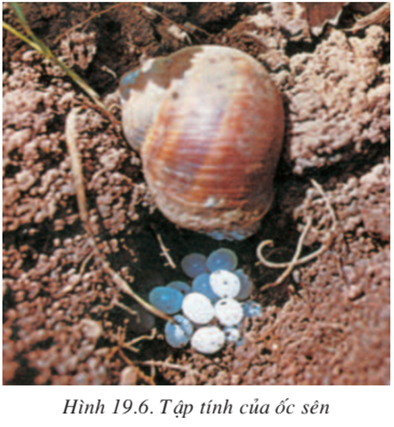 Hình 19.6. Tập tính của ốc sên